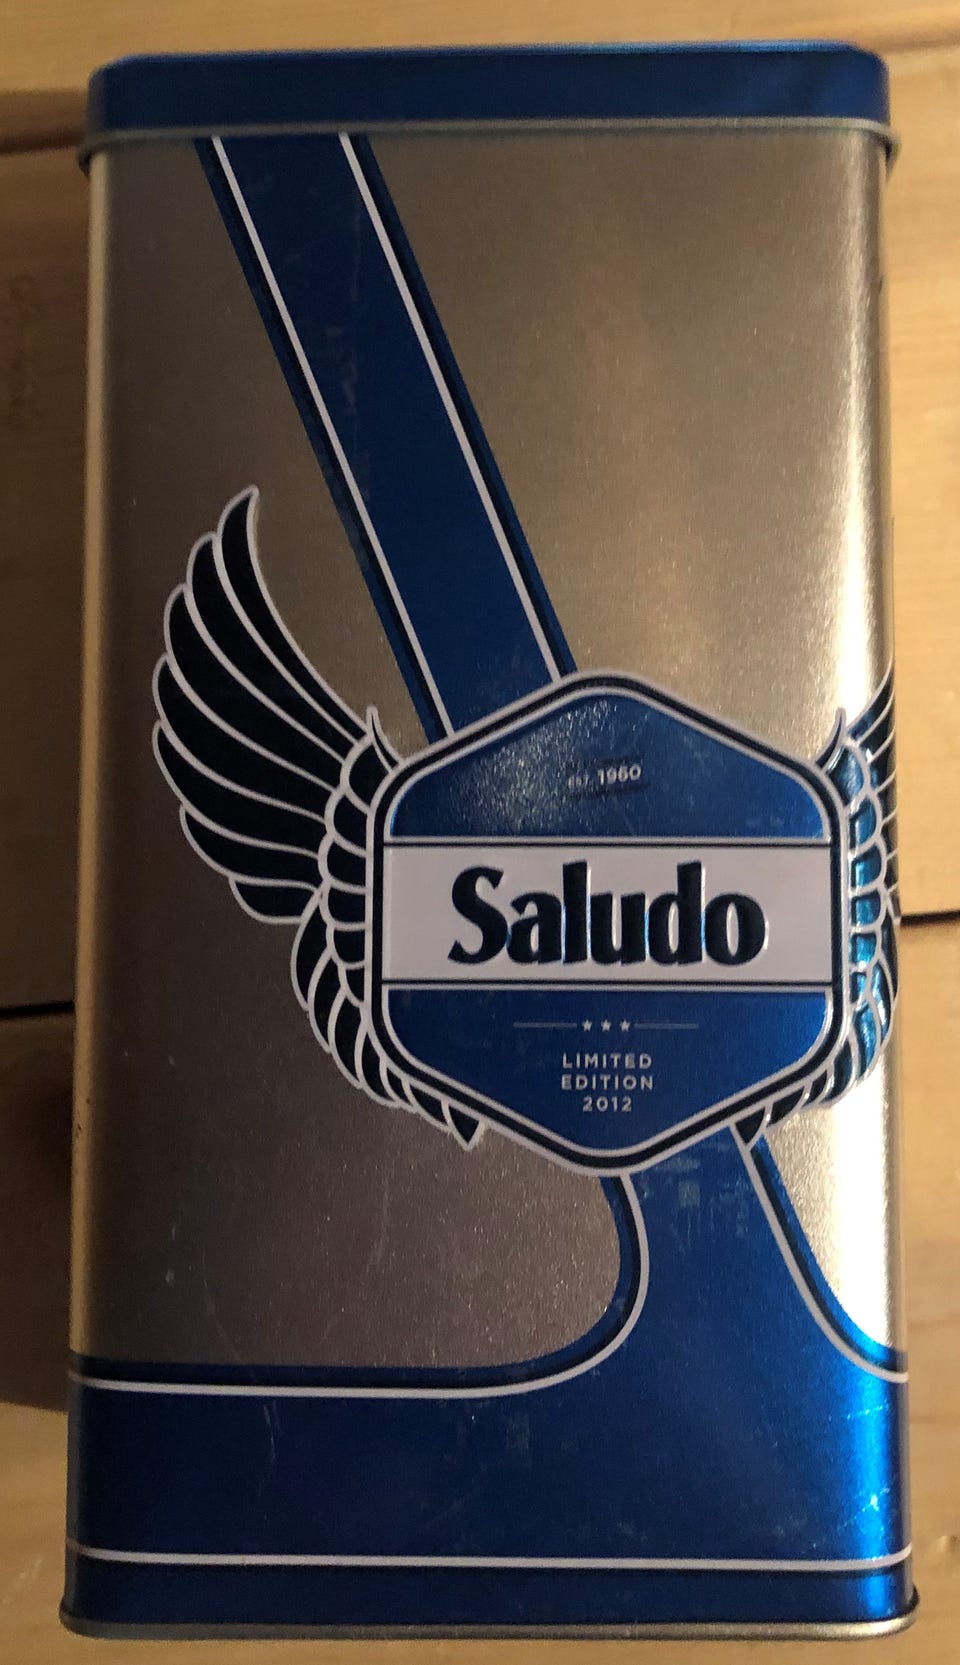 EST. 1960
Saludo
LIMITED
EDITION
2012